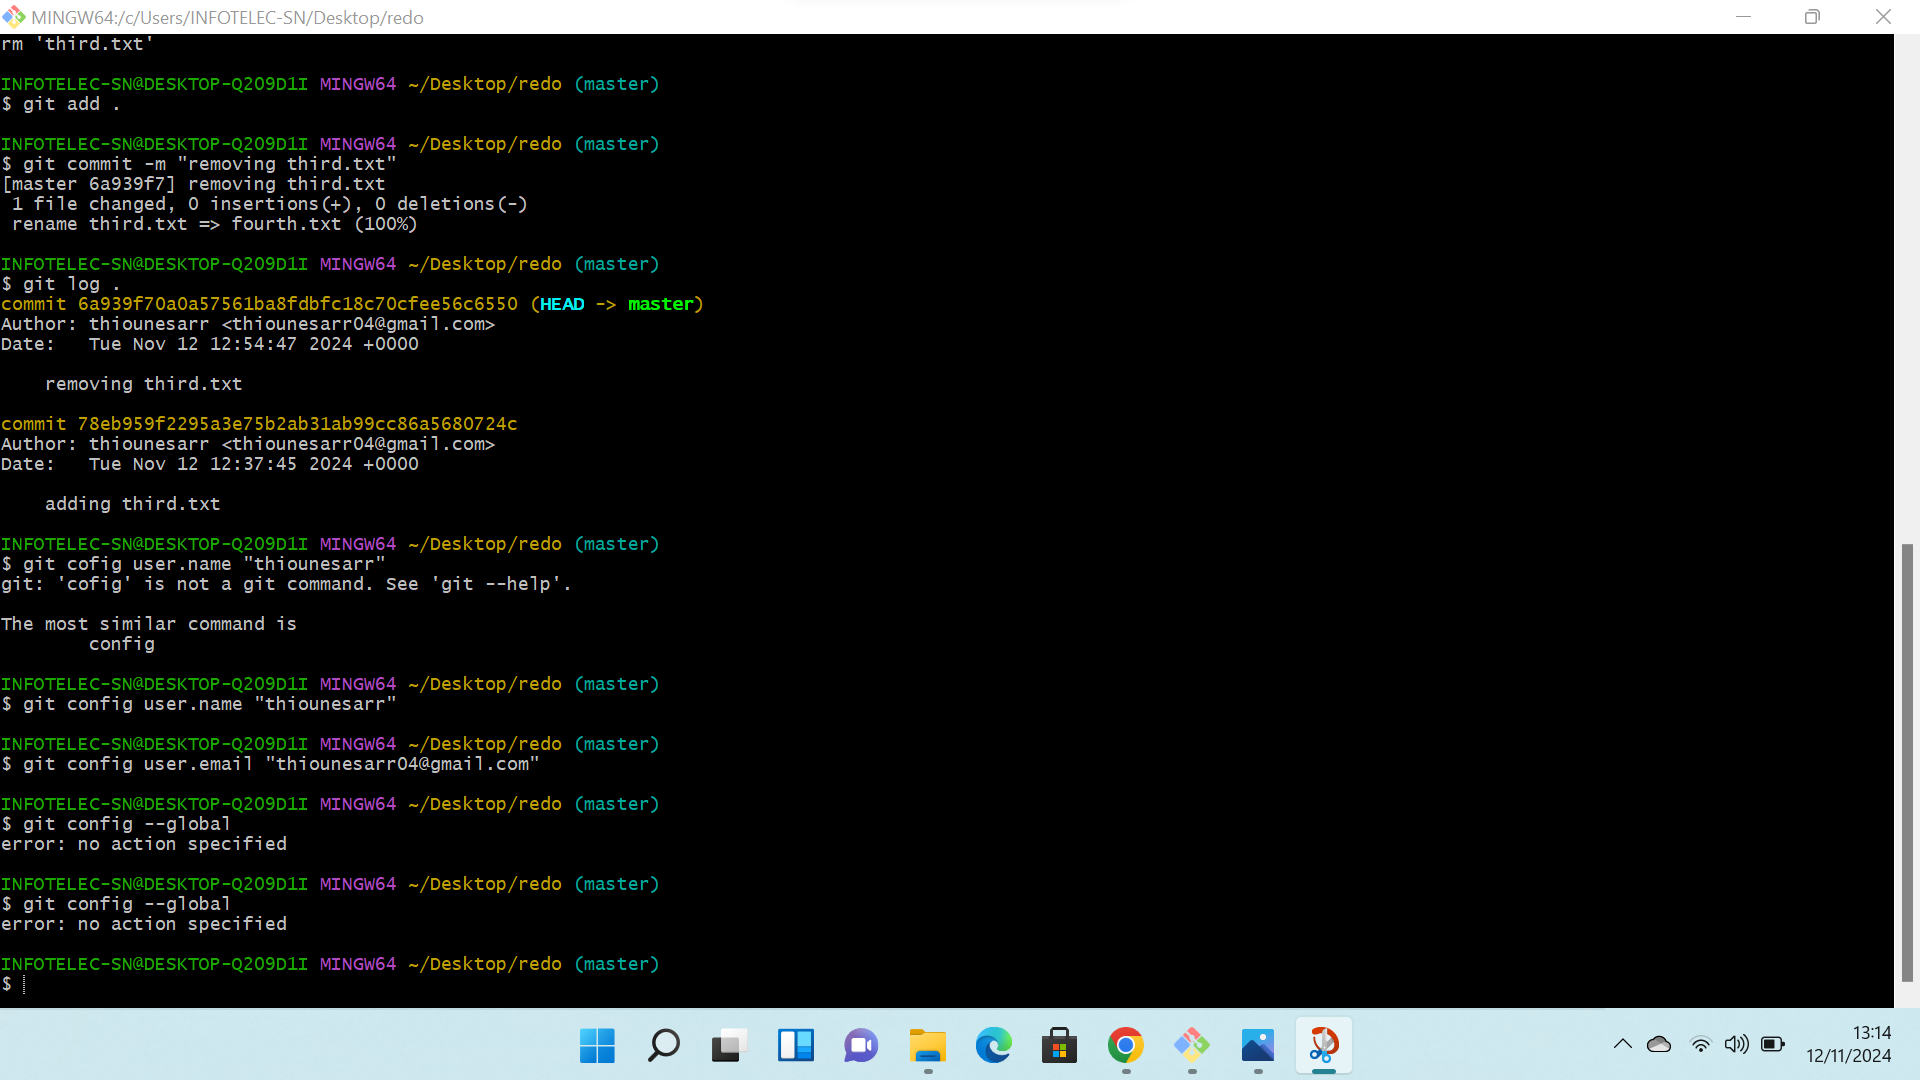 MINGW64:/c/Users/INFOTELEC-SN/Desktop/redo
rm 'third.txt'
INFOTELEC-SN@DESKTOP-Q209D1I MINGW64 ~/Desktop/redo (master)
$ git add .
INFOTELEC-SN@DESKTOP-Q209D1I MINGW64 ~/Desktop/redo (master)
$ git commit -m "removing third.txt"
[master 6a939f7] removing third.txt
 1 file changed, 0 insertions(+), 0 deletions(-)
 rename third.txt => fourth.txt (100%)
INFOTELEC-SN@DESKTOP-Q209D1I MINGW64 ~/Desktop/redo (master)
$ git log .
commit 6a939f70a0a57561ba8fdbfc18c70cfee56c6550 (HEAD -> master)
Author: thiounesarr <thiounesarr04@gmail.com>
Date:   Tue Nov 12 12:54:47 2024 +0000
    removing third.txt
commit 78eb959f2295a3e75b2ab31ab99cc86a5680724c
Author: thiounesarr <thiounesarr04@gmail.com>
Date:   Tue Nov 12 12:37:45 2024 +0000
    adding third.txt
INFOTELEC-SN@DESKTOP-Q209D1I MINGW64 ~/Desktop/redo (master)
$ git cofig user.name "thiounesarr"
git: 'cofig' is not a git command. See 'git --help'.
The most similar command is
        config
INFOTELEC-SN@DESKTOP-Q209D1I MINGW64 ~/Desktop/redo (master)
$ git config user.name "thiounesarr"
INFOTELEC-SN@DESKTOP-Q209D1I MINGW64 ~/Desktop/redo (master)
$ git config user.email "thiounesarr04@gmail.com"
INFOTELEC-SN@DESKTOP-Q209D1I MINGW64 ~/Desktop/redo (master)
$ git config --global
error: no action specified
INFOTELEC-SN@DESKTOP-Q209D1I MINGW64 ~/Desktop/redo (master)
$ git config --global
error: no action specified
INFOTELEC-SN@DESKTOP-Q209D1I MINGW64 ~/Desktop/redo (master)
$
13:14
12/11/2024